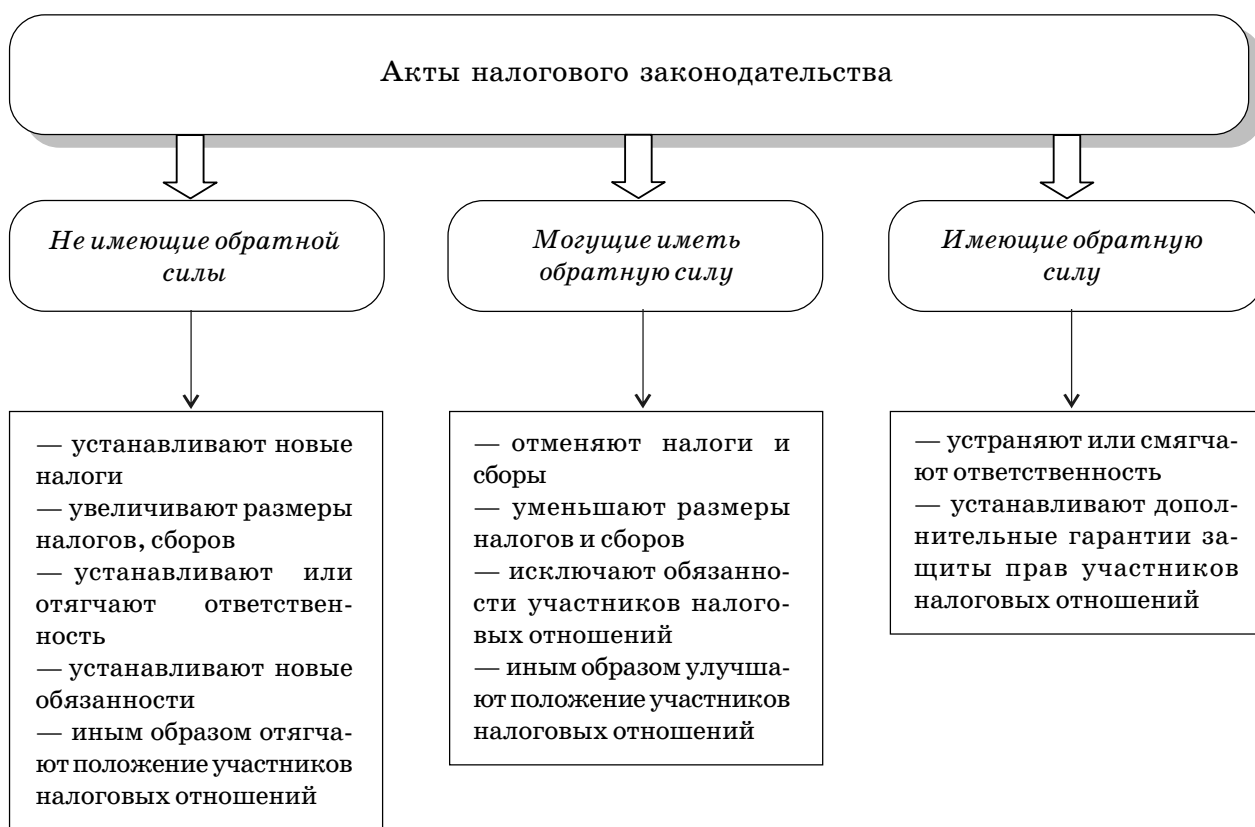 Акты налогового законодательства
Не имеющие обратной
силы
— устанавливают новые
налоги
— увеличивают размеры
налогов, сборов
— устанавливают или
отягчают ответствен-
ность
— устанавливают новые
обязанности
— иным образом отягча-
ют положение участников
налоговых отношений
Могущие иметь
обратную силу
— отменяют налоги и
сборы
— уменьшают размеры
налогов и сборов
— исключают обязанно-
сти участников налого-
вых отношений
— иным образом улучша-
ют положение участников
налоговых отношений
Имеющие обратную
силу
— устраняют или смягча-
ют ответственность
— устанавливают допол-
нительные гарантии за-
щиты прав участников
налоговых отношений